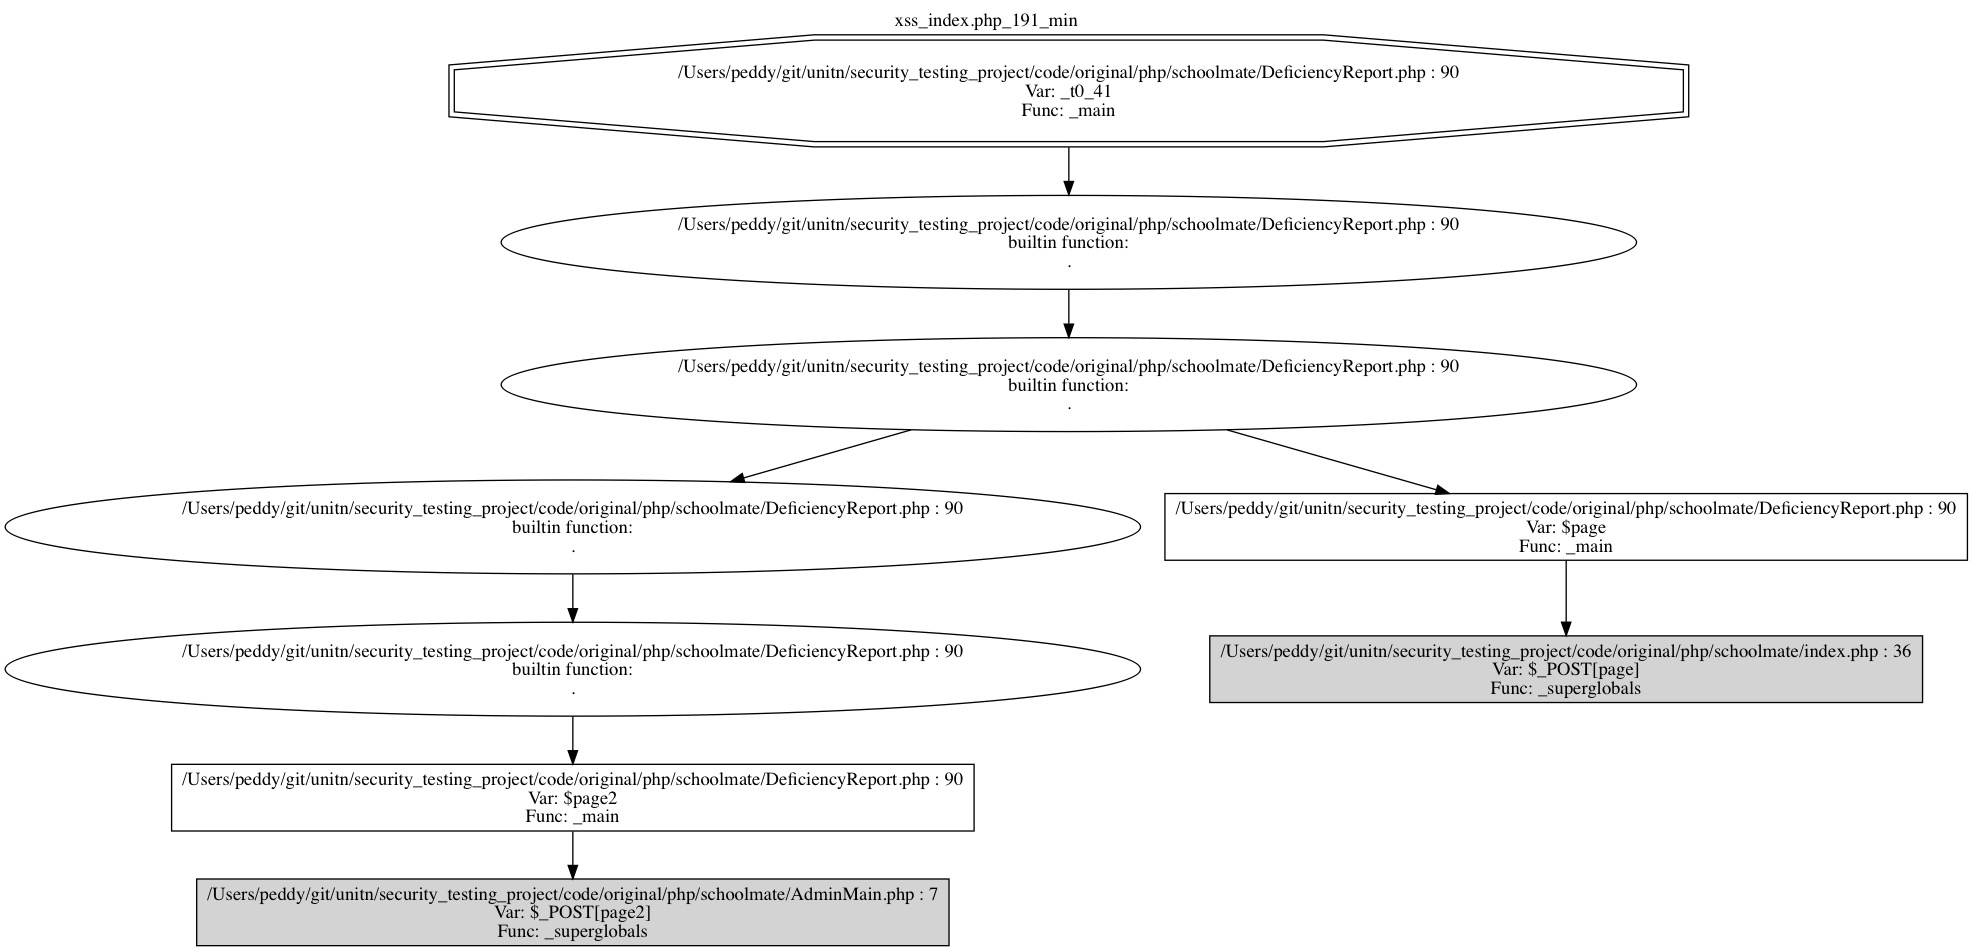 xss_index.php_191_min
/Users/peddy/git/unitn/security_testing_project/code/original/php/schoolmate/DeficiencyReport.php : 90
Var: _t0_41
Func: _main
/Users/peddy/git/unitn/security_testing_project/code/original/php/schoolmate/DeficiencyReport.php : 90
builtin function:
.
/Users/peddy/git/unitn/security_testing_project/code/original/php/schoolmate/DeficiencyReport.php : 90
builtin function:
.
/Users/peddy/git/unitn/security_testing_project/code/original/php/schoolmate/DeficiencyReport.php : 90
builtin function:
.
/Users/peddy/git/unitn/security_testing_project/code/original/php/schoolmate/DeficiencyReport.php : 90
Var: $page
Func: _main
/Users/peddy/git/unitn/security_testing_project/code/original/php/schoolmate/DeficiencyReport.php : 90
builtin function:
.
/Users/peddy/git/unitn/security_testing_project/code/original/php/schoolmate/index.php : 36
Var: $_POST[page]
Func: _superglobals
/Users/peddy/git/unitn/security_testing_project/code/original/php/schoolmate/DeficiencyReport.php : 90
Var: $page2
Func: _main
/Users/peddy/git/unitn/security_testing_project/code/original/php/schoolmate/AdminMain.php : 7
Var: $_POST[page2]
Func: _superglobals